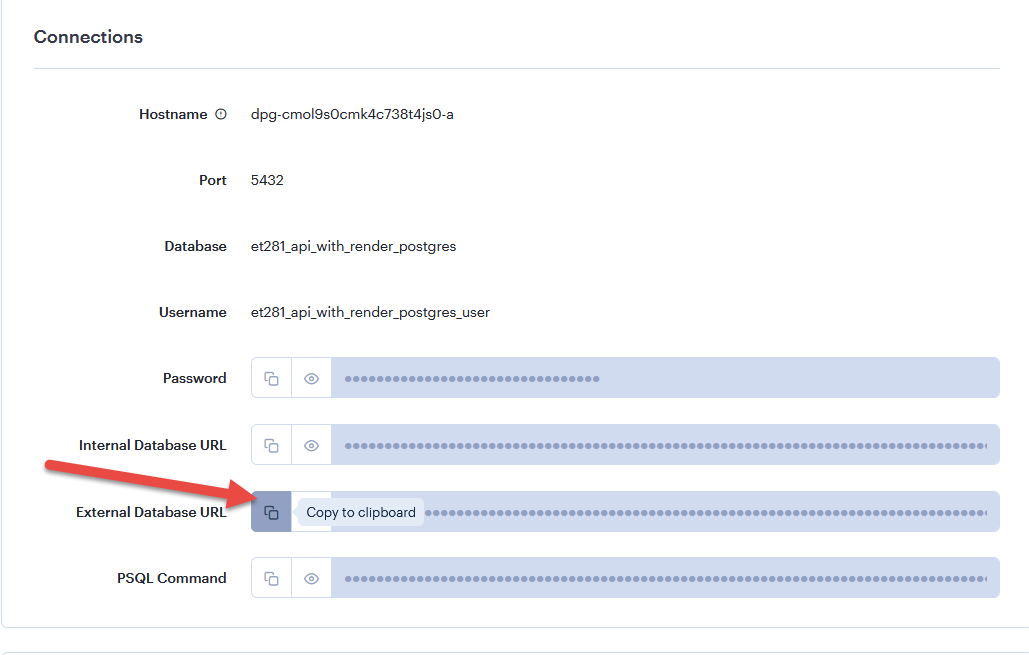 Connections
Hostname
dpg-cmol9s0cmk4c738t4js0-a
Port
5432
Database
et281_api_with_render_postgres
Username
et281_api_with_render_postgres_user
Password
Internal Database URL
External Database URL
Copy to clipboard
PSQL Command